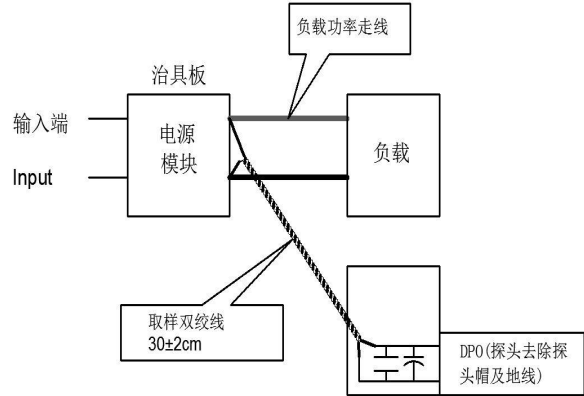 负载功率走线
治具板
输入端
Input
电源
模块
负载
取样双绞线
30±2cm
DPO(探头去除探
头帽及地线)